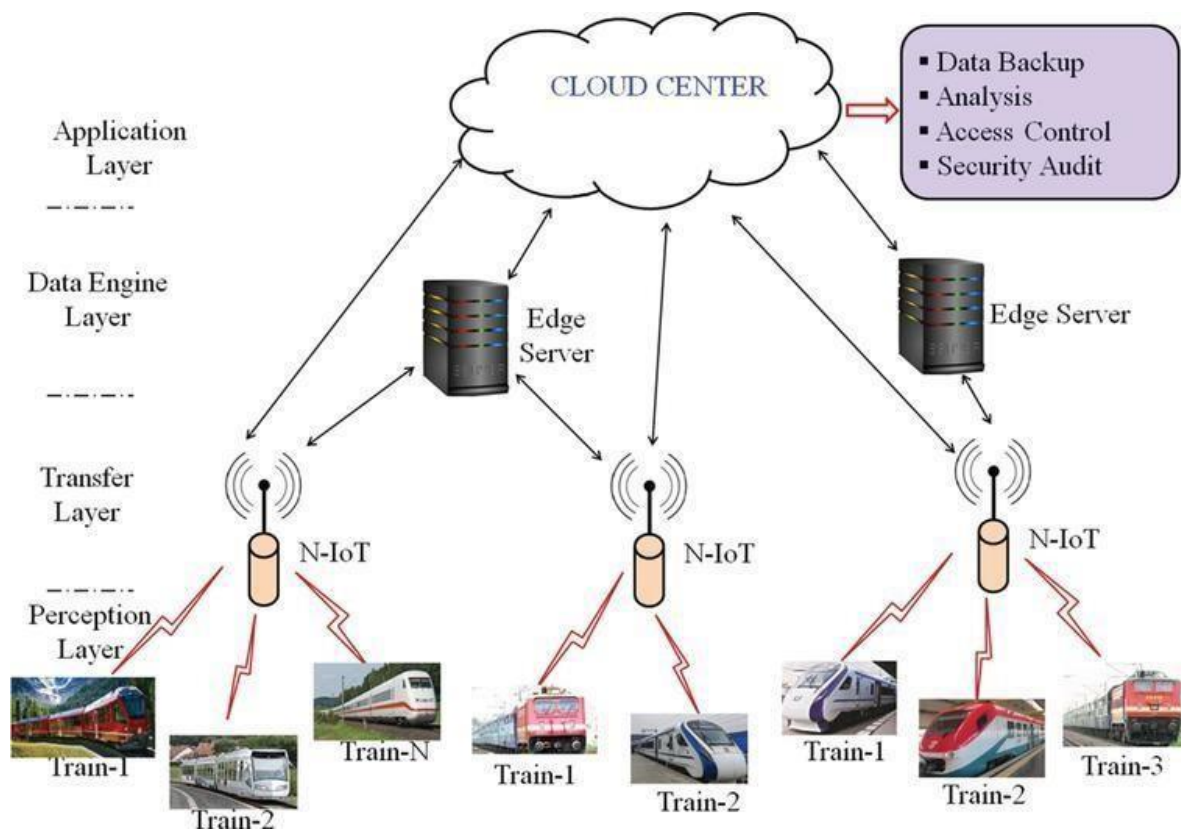 CLOUD CENTER
▪ Data Backup
▪ Analysis
▪ Access Control
▪ Security Audit
Application
Layer
Data Engine
Layer
Edge
Server
Edge Server
Transfer
Layer
N-IoT
N-IoT
N-IoT
Perception
Layer
Train-1
Train-2
Train-N
Train-1
Train-2
Train-1
Train-2
Train-3